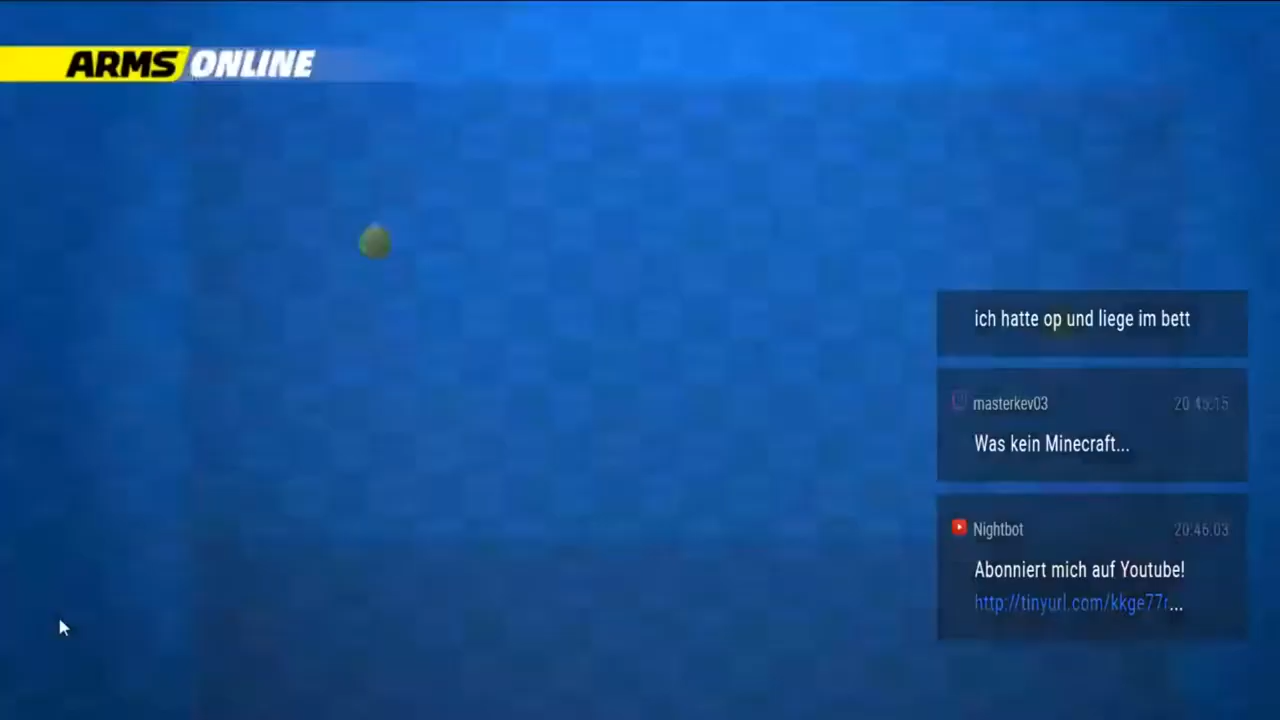 ARMS ONLINE
ich hatte op und liege im bett
masterkev03
Was kein Minecraft...
Nightbot 20:46:03
Abonniert mich auf Youtube!
http://tinyurl.com/kkge77r...